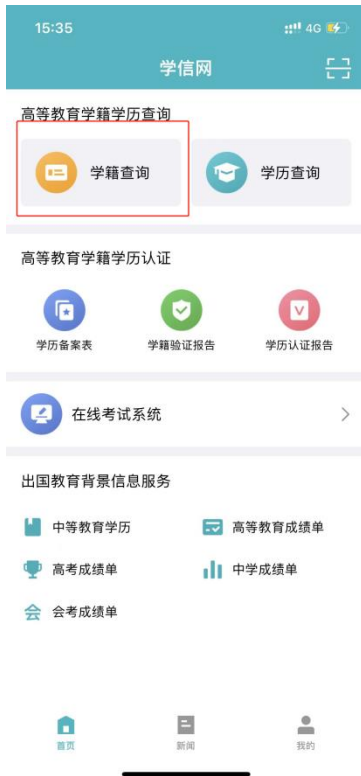 15:35
4G
学信网
高等教育学籍学历查询
学籍查询
学历查询
高等教育学籍学历认证
学历备案表
学籍验证报告
学历认证报告
在线考试系统
出国教育背景信息服务
中等教育学历
高等教育成绩单
高考成绩单
中学成绩单
会考成绩单
首页
新闻
我的